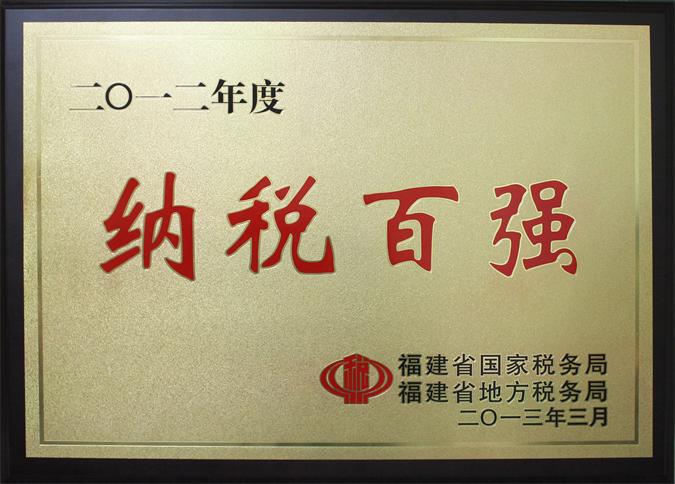 二〇一二年度
纳税百强
税
福建省国家税务局
福建省地方税务局
二〇一三年三月